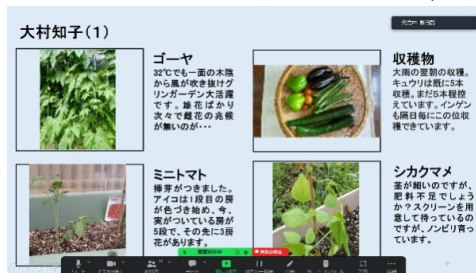 大村知子(1)
ゴーヤ
32℃でも一面の木陰
から風が吹き抜けグ
リンガーデン大活躍
です。雄花ばかり
次々で雌花の兆候
が無いのが・・・
収穫物
大雨の翌朝の収穫。
キュウリは既に5本
収穫。まだ5本程控
えています。インゲン
も隔日毎にこの位収
穫できています。
ミニトマト
挿芽がつきました。
アイコは1段目の房
が色づき始め、今、
実がついている房が
5段で、その先に3房
花があります。
シカクマメ
茎が細いのですが、
肥料不足でしょう
か?スクリーンを用
意して待っているの
ですが、ノンビリ育っ
ています。